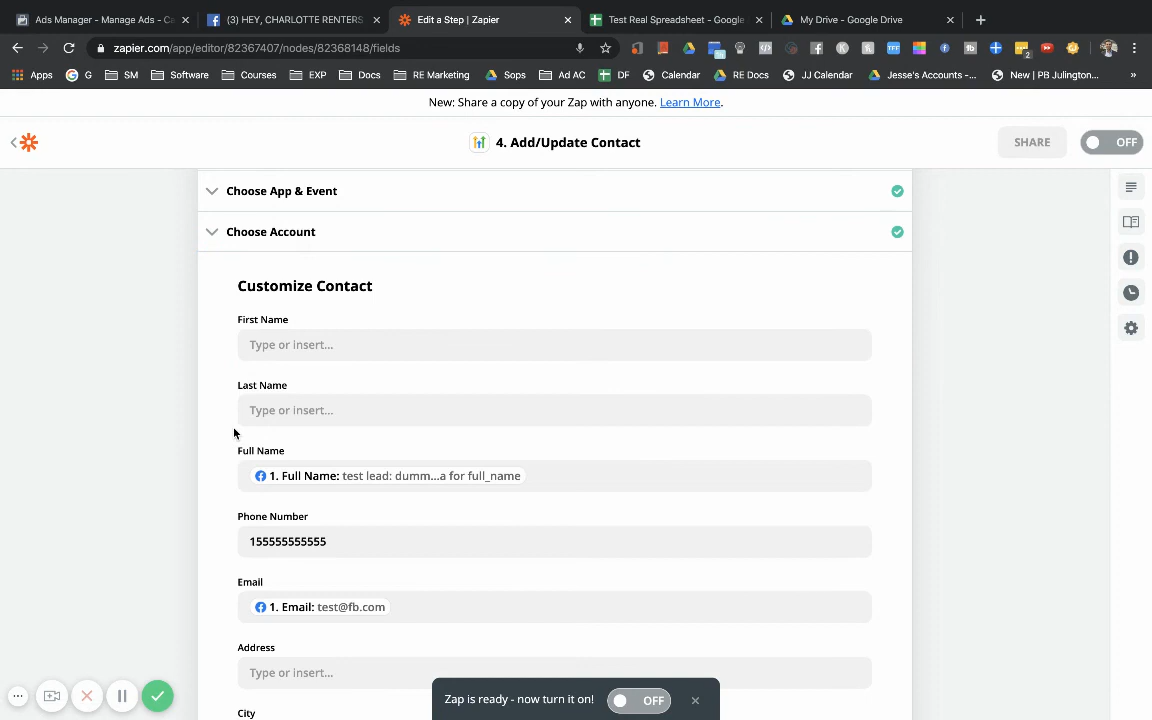 Ads Manager - Manage Ads - Ca
(3) HEY, CHARLOTTE RENTERS
Edit a Step | Zapier
Test Real Spreadsheet - Google
My Drive - Google Drive
zapier.com/app/editor/82367407/nodes/82368148/fields
Apps
G
SM
Software
Courses
EXP
Docs
RE Marketing
Sops
Ad AC
DF
Calendar
RE Docs
JJ Calendar
Jesse's Accounts -...
New | PB Julington...
»
New: Share a copy of your Zap with anyone. Learn More.
4. Add/Update Contact
SHARE
OFF
Choose App & Event
Choose Account
Customize Contact
First Name
Type or insert...
Last Name
Type or insert...
Full Name
1. Full Name: test lead: dumm...a for full_name
Phone Number
155555555555
Email
1. Email: test@fb.com
Address
Type or insert...
City
Zap is ready - now turn it on!
OFF